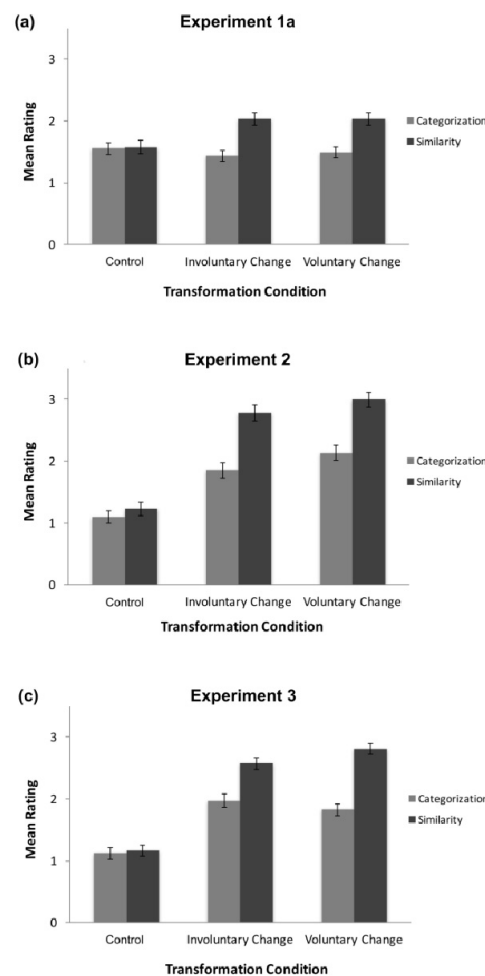 (a)
Experiment 1a
3
2
1
0
Mean Rating
Categorization
Similarity
Control Involuntary Change Voluntary Change
Transformation Condition
(b)
Experiment 2
3
2
1
0
Mean Rating
Categorization
Similarity
Control Involuntary Change Voluntary Change
Transformation Condition
(c)
Experiment 3
3
2
1
0
Mean Rating
Categorization
Similarity
Control Involuntary Change Voluntary Change
Transformation Condition